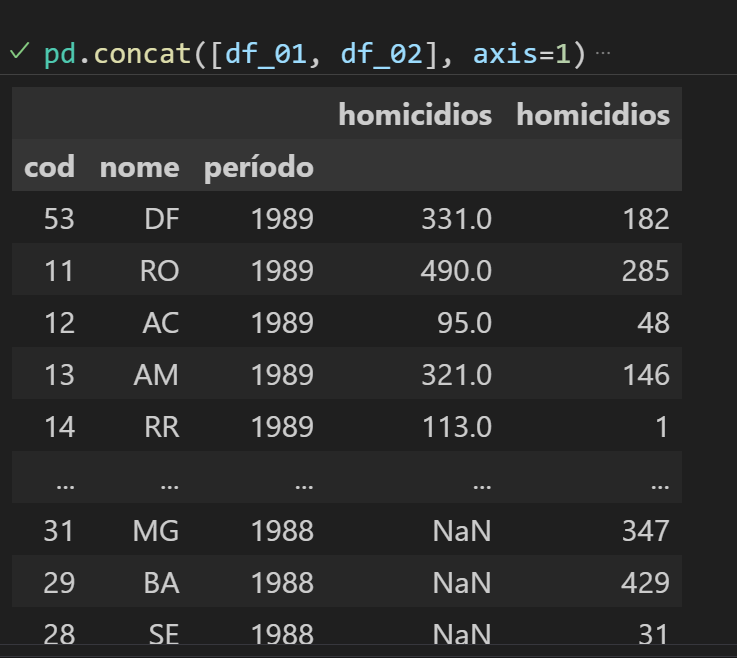 pd.concat([df_01, df_02], axis=1) ...
homicidios homicidios
cod nome período
53 DF 1989 331.0 182
11 RO 1989 490.0 285
12 AC 1989 95.0 48
13 AM 1989 321.0 146
14 RR 1989 113.0 1
... ... ... ... ...
31 MG 1988 NaN 347
29 BA 1988 NaN 429
28 SE 1988 NaN 31